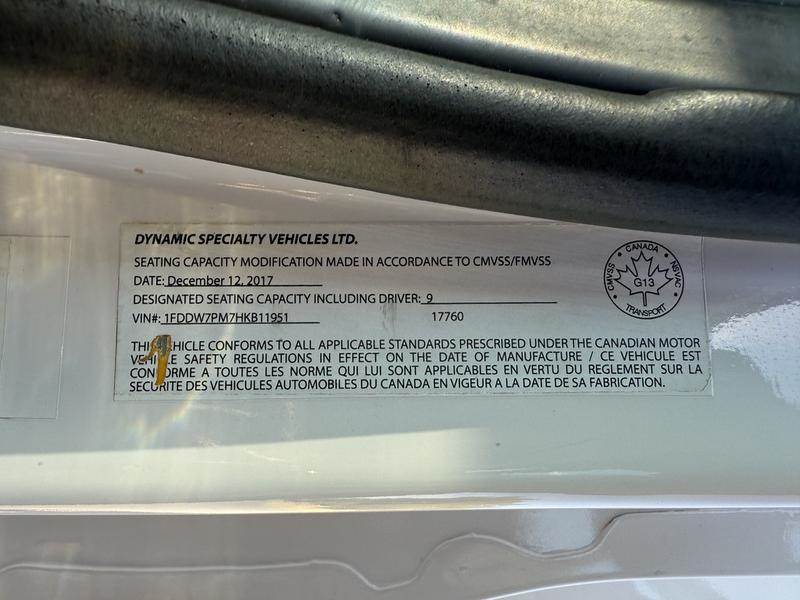 DYNAMIC SPECIALTY VEHICLES LTD.
SEATING CAPACITY MODIFICATION MADE IN ACCORDANCE TO CMVSS/FMVSS
DATE: December 12, 2017
DESIGNATED SEATING CAPACITY INCLUDING DRIVER: 9
VIN#: 1FDDW7PM7HKB11951 17760
CANADA
CMVSS
NSVAC
G13
TRANSPORT
THIS VEHICLE CONFORMS TO ALL APPLICABLE STANDARDS PRESCRIBED UNDER THE CANADIAN MOTOR
VEHICLE SAFETY REGULATIONS IN EFFECT ON THE DATE OF MANUFACTURE / CE VEHICULE EST
CONFORME A TOUTES LES NORME QUI LUI SONT APPLICABLES EN VERTU DU REGLEMENT SUR LA
SECURITE DES VEHICULES AUTOMOBILES DU CANADA EN VIGEUR A LA DATE DE SA FABRICATION.